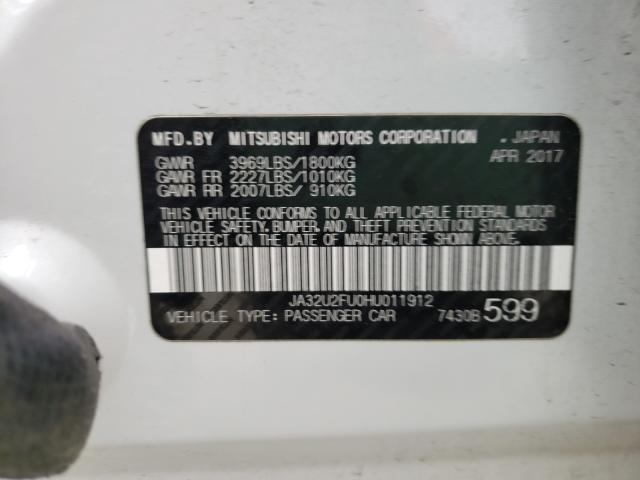 MFD.BY MITSUBISHI MOTORS CORPORATION - JAPAN
GVWR 3969LBS/1800KG APR 2017
GAWR FR 2227LBS/1010KG
GAWR RR 2007LBS/ 910KG
THIS VEHICLE CONFORMS TO ALL APPLICABLE FEDERAL MOTOR
VEHICLE SAFETY, BUMPER, AND THEFT PREVENTION STANDARDS
IN EFFECT ON THE DATE OF MANUFACTURE SHOWN ABOVE.
JA32U2FU0HU011912
VEHICLE TYPE: PASSENGER CAR 7430B 599